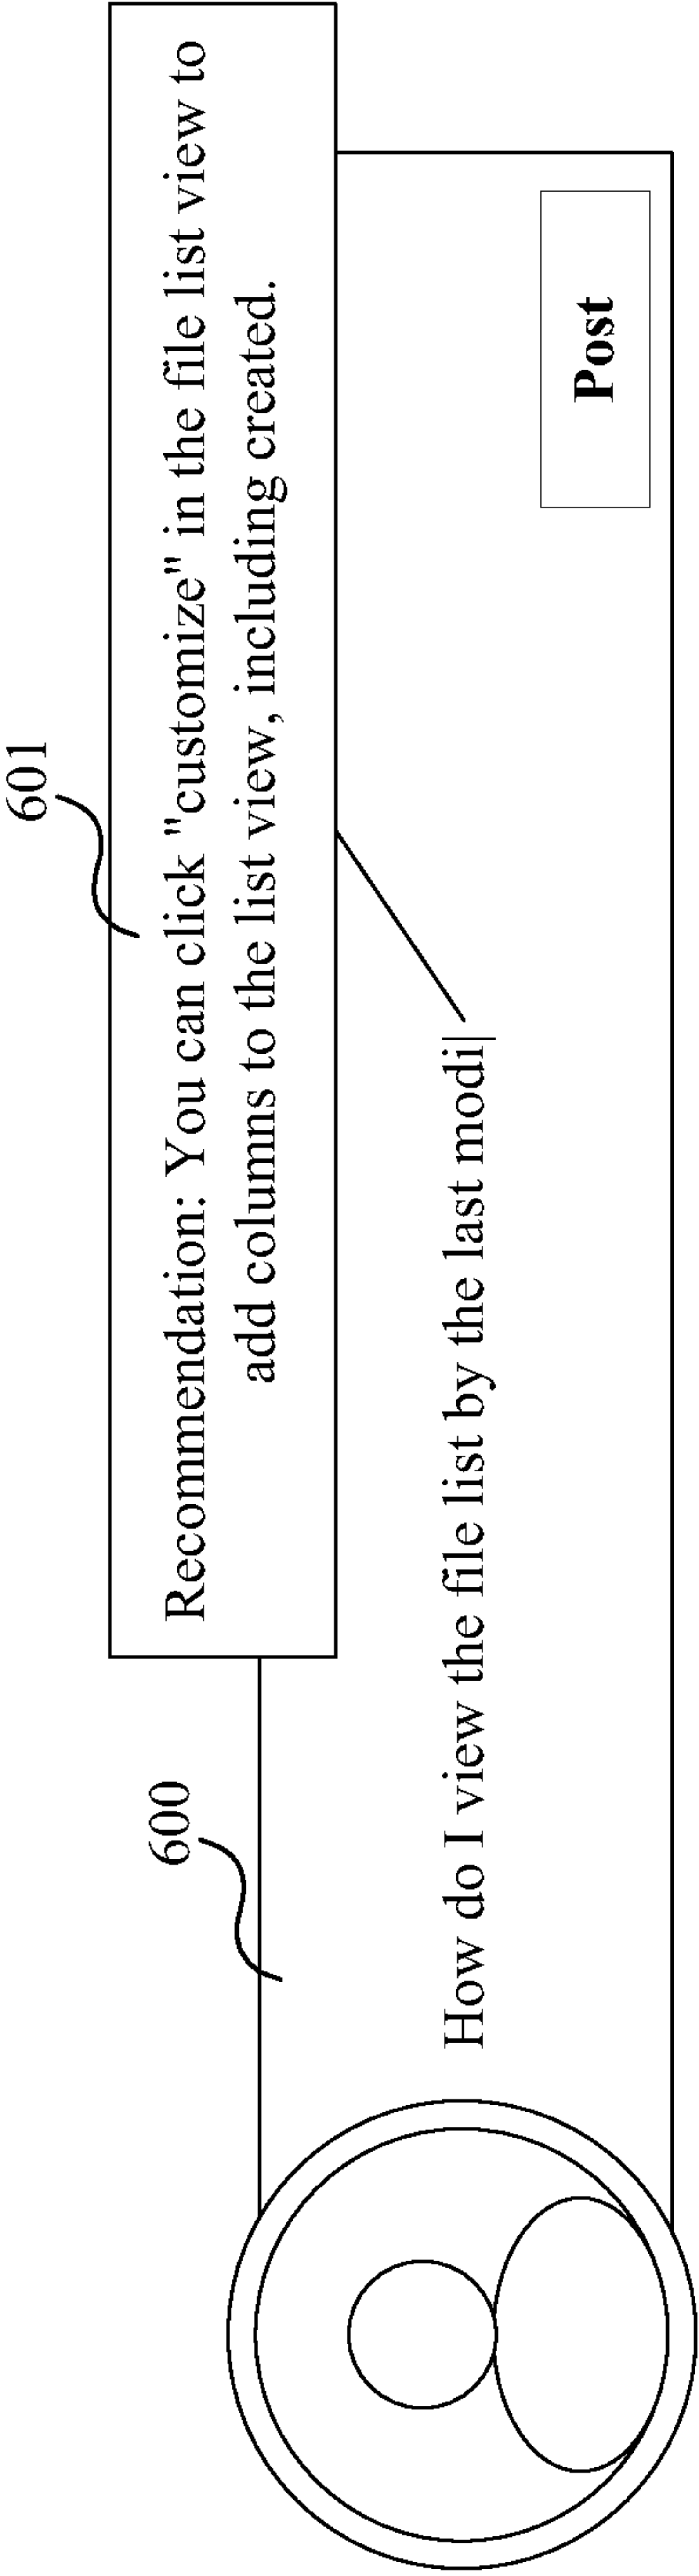 601
Recommendation: You can click "customize" in the file list view to
add columns to the list view, including created.
600
How do I view the file list by the last modi|
Post